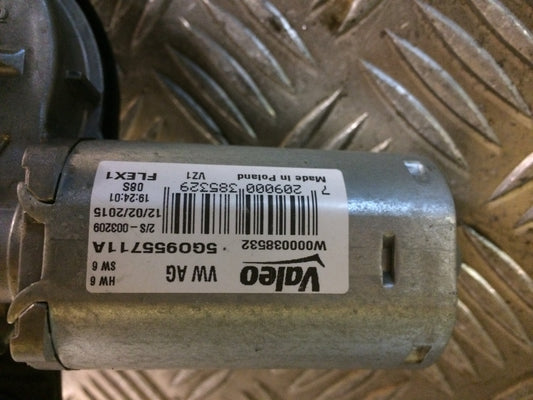 Valeo VW AG HW 6
SW 6
W000038532 5G0955711A
2/S – 003209
12/02/2015
19:24:01
7 209000 385329 08S
Made in Poland VZ1 FLEX1